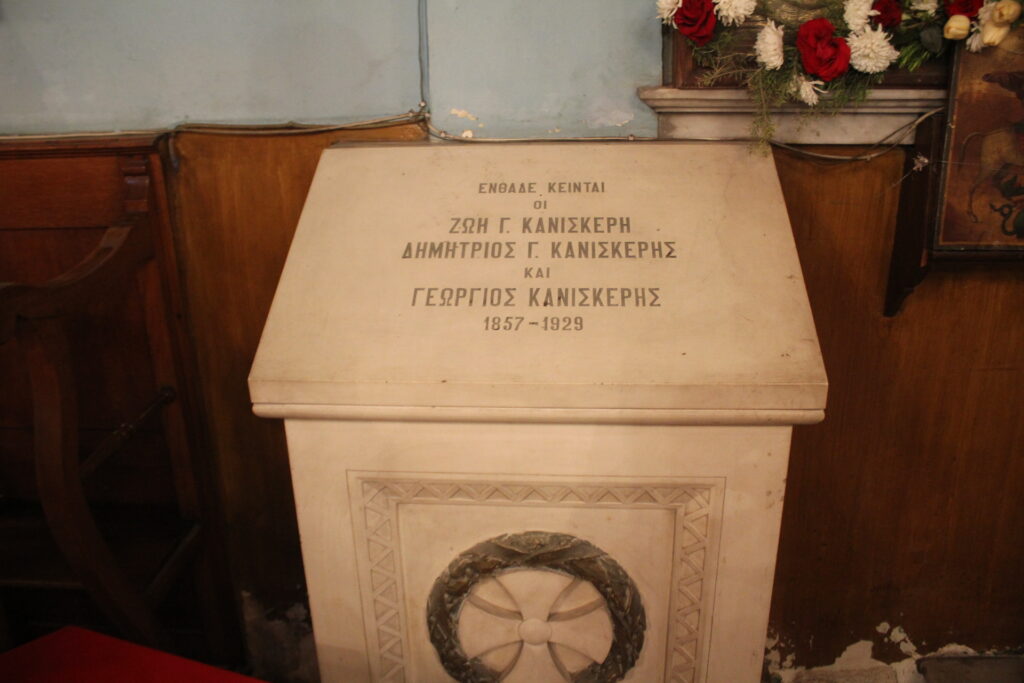 ΕΝΘΑΔΕ ΚΕΙΝΤΑΙ
ΟΙ
ΖΩΗ Γ. ΚΑΝΙΣΚΕΡΗ
ΔΗΜΗΤΡΙΟΣ Γ. ΚΑΝΙΣΚΕΡΗΣ
ΚΑΙ
ΓΕΩΡΓΙΟΣ ΚΑΝΙΣΚΕΡΗΣ
1857-1929